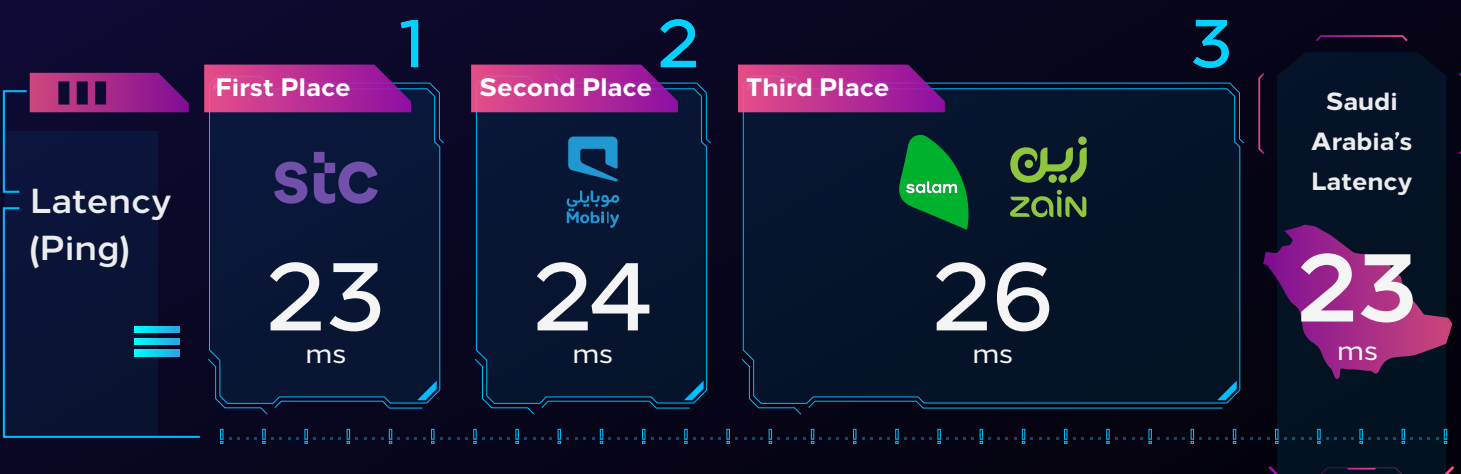 Latency
(Ping)
1
First Place
stc
23
ms
2
Second Place
موبايلي
Mobily
24
ms
3
Third Place
salam
زين
zain
26
ms
Saudi
Arabia's
Latency
23
ms